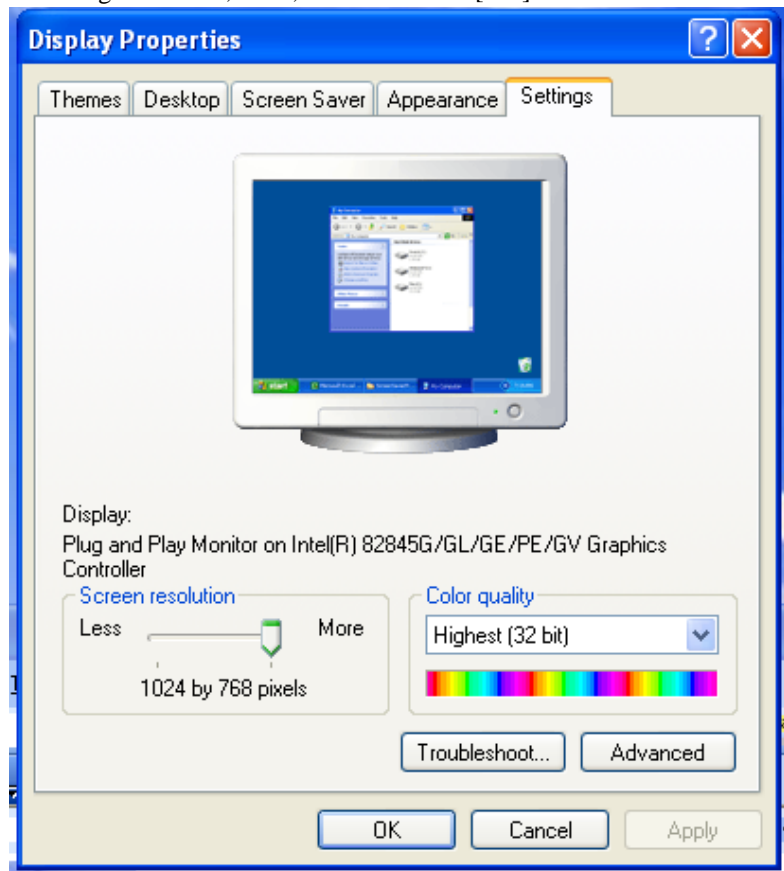 Display Properties
Themes Desktop Screen Saver Appearance Settings
start
Display:
Plug and Play Monitor on Intel(R) 82845G/GL/GE/PE/GV Graphics
Controller
Screen resolution
Less More
1024 by 768 pixels
Color quality
Highest (32 bit)
Troubleshoot... Advanced
OK Cancel Apply